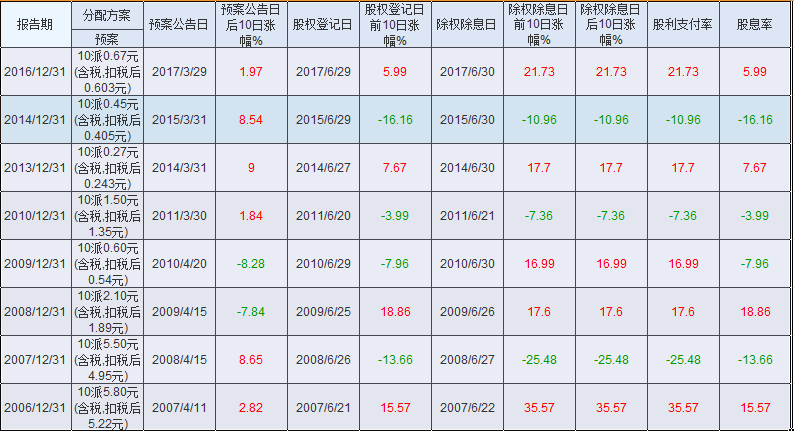 报告期 分配方案 预案公告日 预案公告日后10日涨幅% 股权登记日 股权登记日前10日涨幅% 除权除息日 除权除息日前10日涨幅% 除权除息日后10日涨幅% 股利支付率 股息率
预案
2016/12/31 10派0.67元(含税,扣税后0.603元) 2017/3/29 1.97 2017/6/29 5.99 2017/6/30 21.73 21.73 21.73 5.99
2014/12/31 10派0.45元(含税,扣税后0.405元) 2015/3/31 8.54 2015/6/29 -16.16 2015/6/30 -10.96 -10.96 -10.96 -16.16
2013/12/31 10派0.27元(含税,扣税后0.243元) 2014/3/31 9 2014/6/27 7.67 2014/6/30 17.7 17.7 17.7 7.67
2010/12/31 10派1.50元(含税,扣税后1.35元) 2011/3/30 1.84 2011/6/20 -3.99 2011/6/21 -7.36 -7.36 -7.36 -3.99
2009/12/31 10派0.60元(含税,扣税后0.54元) 2010/4/20 -8.28 2010/6/29 -7.96 2010/6/30 16.99 16.99 16.99 -7.96
2008/12/31 10派2.10元(含税,扣税后1.89元) 2009/4/15 -7.84 2009/6/25 18.86 2009/6/26 17.6 17.6 17.6 18.86
2007/12/31 10派5.50元(含税,扣税后4.95元) 2008/4/15 8.65 2008/6/26 -13.66 2008/6/27 -25.48 -25.48 -25.48 -13.66
2006/12/31 10派5.80元(含税,扣税后5.22元) 2007/4/11 2.82 2007/6/21 15.57 2007/6/22 35.57 35.57 35.57 15.57